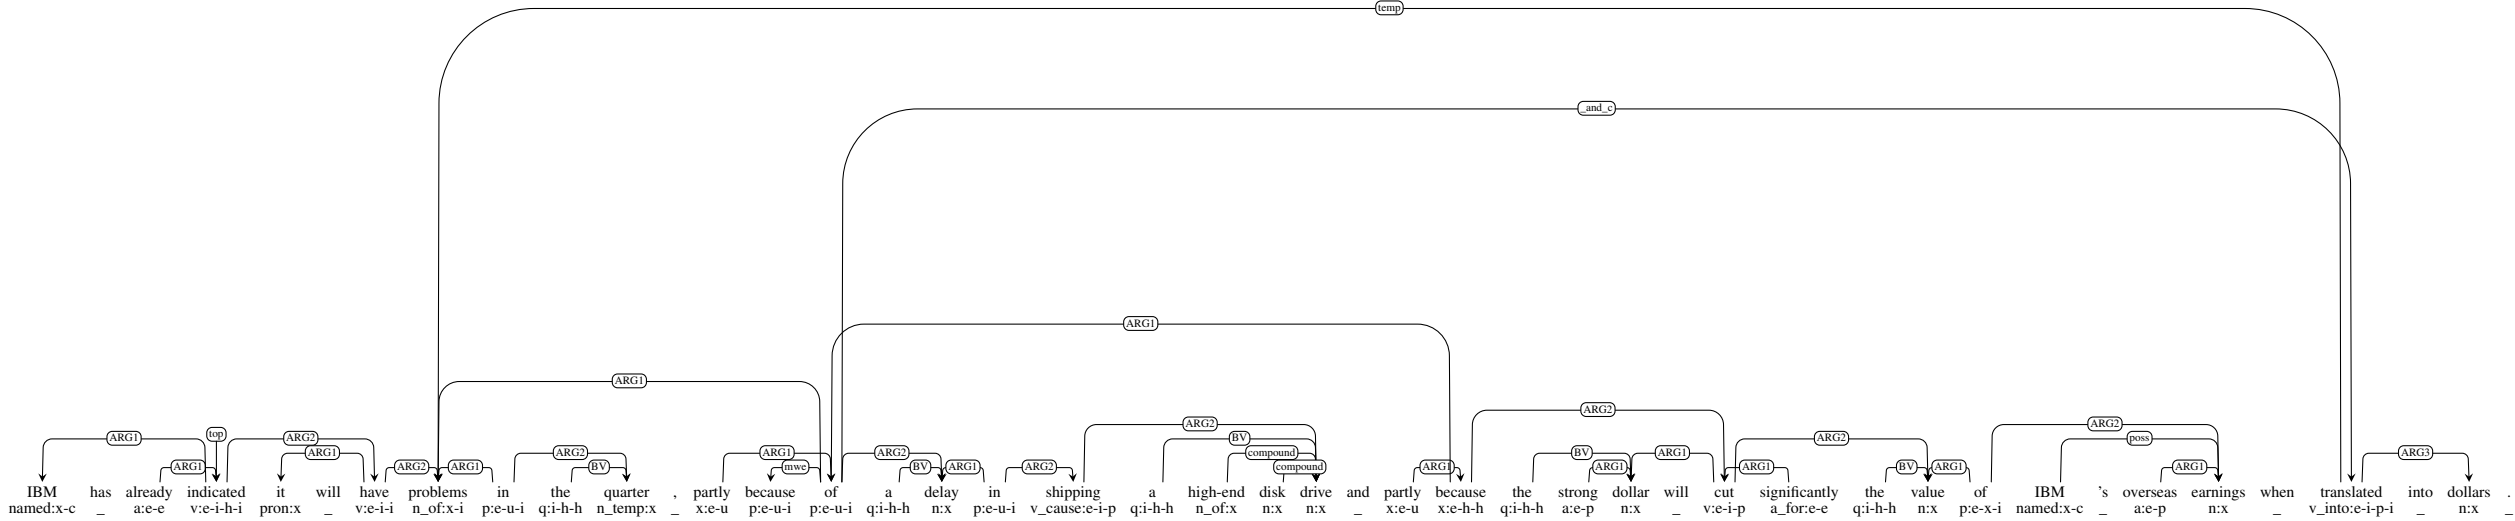 temp
_and_c
ARG1
ARG1
ARG2
ARG2 ARG2
top
ARG1 ARG2 BV ARG2 poss
ARG1 ARG2 ARG1 ARG2 compound BV ARG1 ARG3
ARG1 ARG2 ARG1 BV mwe BV ARG1 ARG2 compound ARG1 ARG1 ARG1 BV ARG1 ARG1
IBM has already indicated it will have problems in the quarter , partly because of a delay in shipping a high-end disk drive and partly because the strong dollar will cut significantly the value of IBM 's overseas earnings when translated into dollars .
named:x-c _ a:e-e v:e-i-h-i pron:x _ v:e-i-i n_of:x-i p:e-u-i q:i-h-h n_temp:x _ x:e-u p:e-u-i p:e-u-i q:i-h-h n:x p:e-u-i v_cause:e-i-p q:i-h-h n_of:x n:x n:x _ x:e-u x:e-h-h q:i-h-h a:e-p n:x _ v:e-i-p a_for:e-e q:i-h-h n:x p:e-x-i named:x-c _ a:e-p n:x _ v_into:e-i-p-i _ n:x _